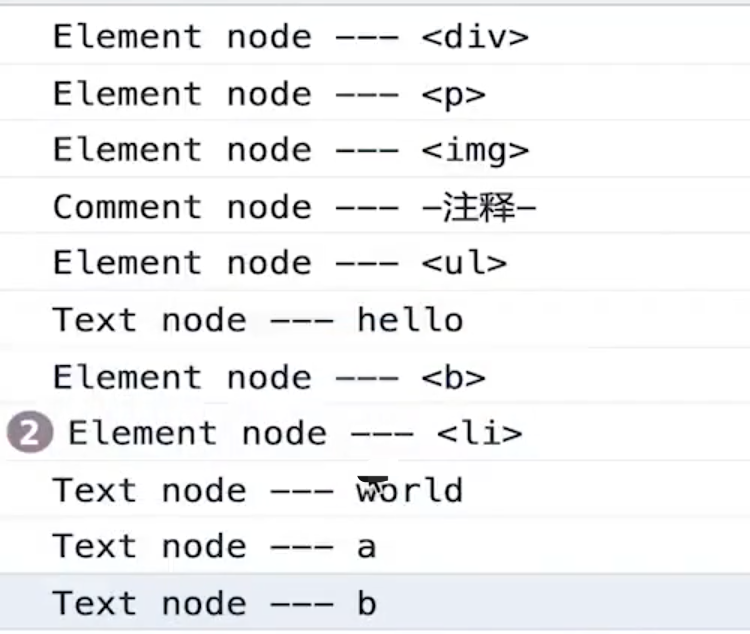 Element node --- <div>
Element node --- <p>
Element node --- <img>
Comment node --- -注释-
Element node --- <ul>
Text node --- hello
Element node --- <b>
2 Element node --- <li>
Text node --- world
Text node --- a
Text node --- b